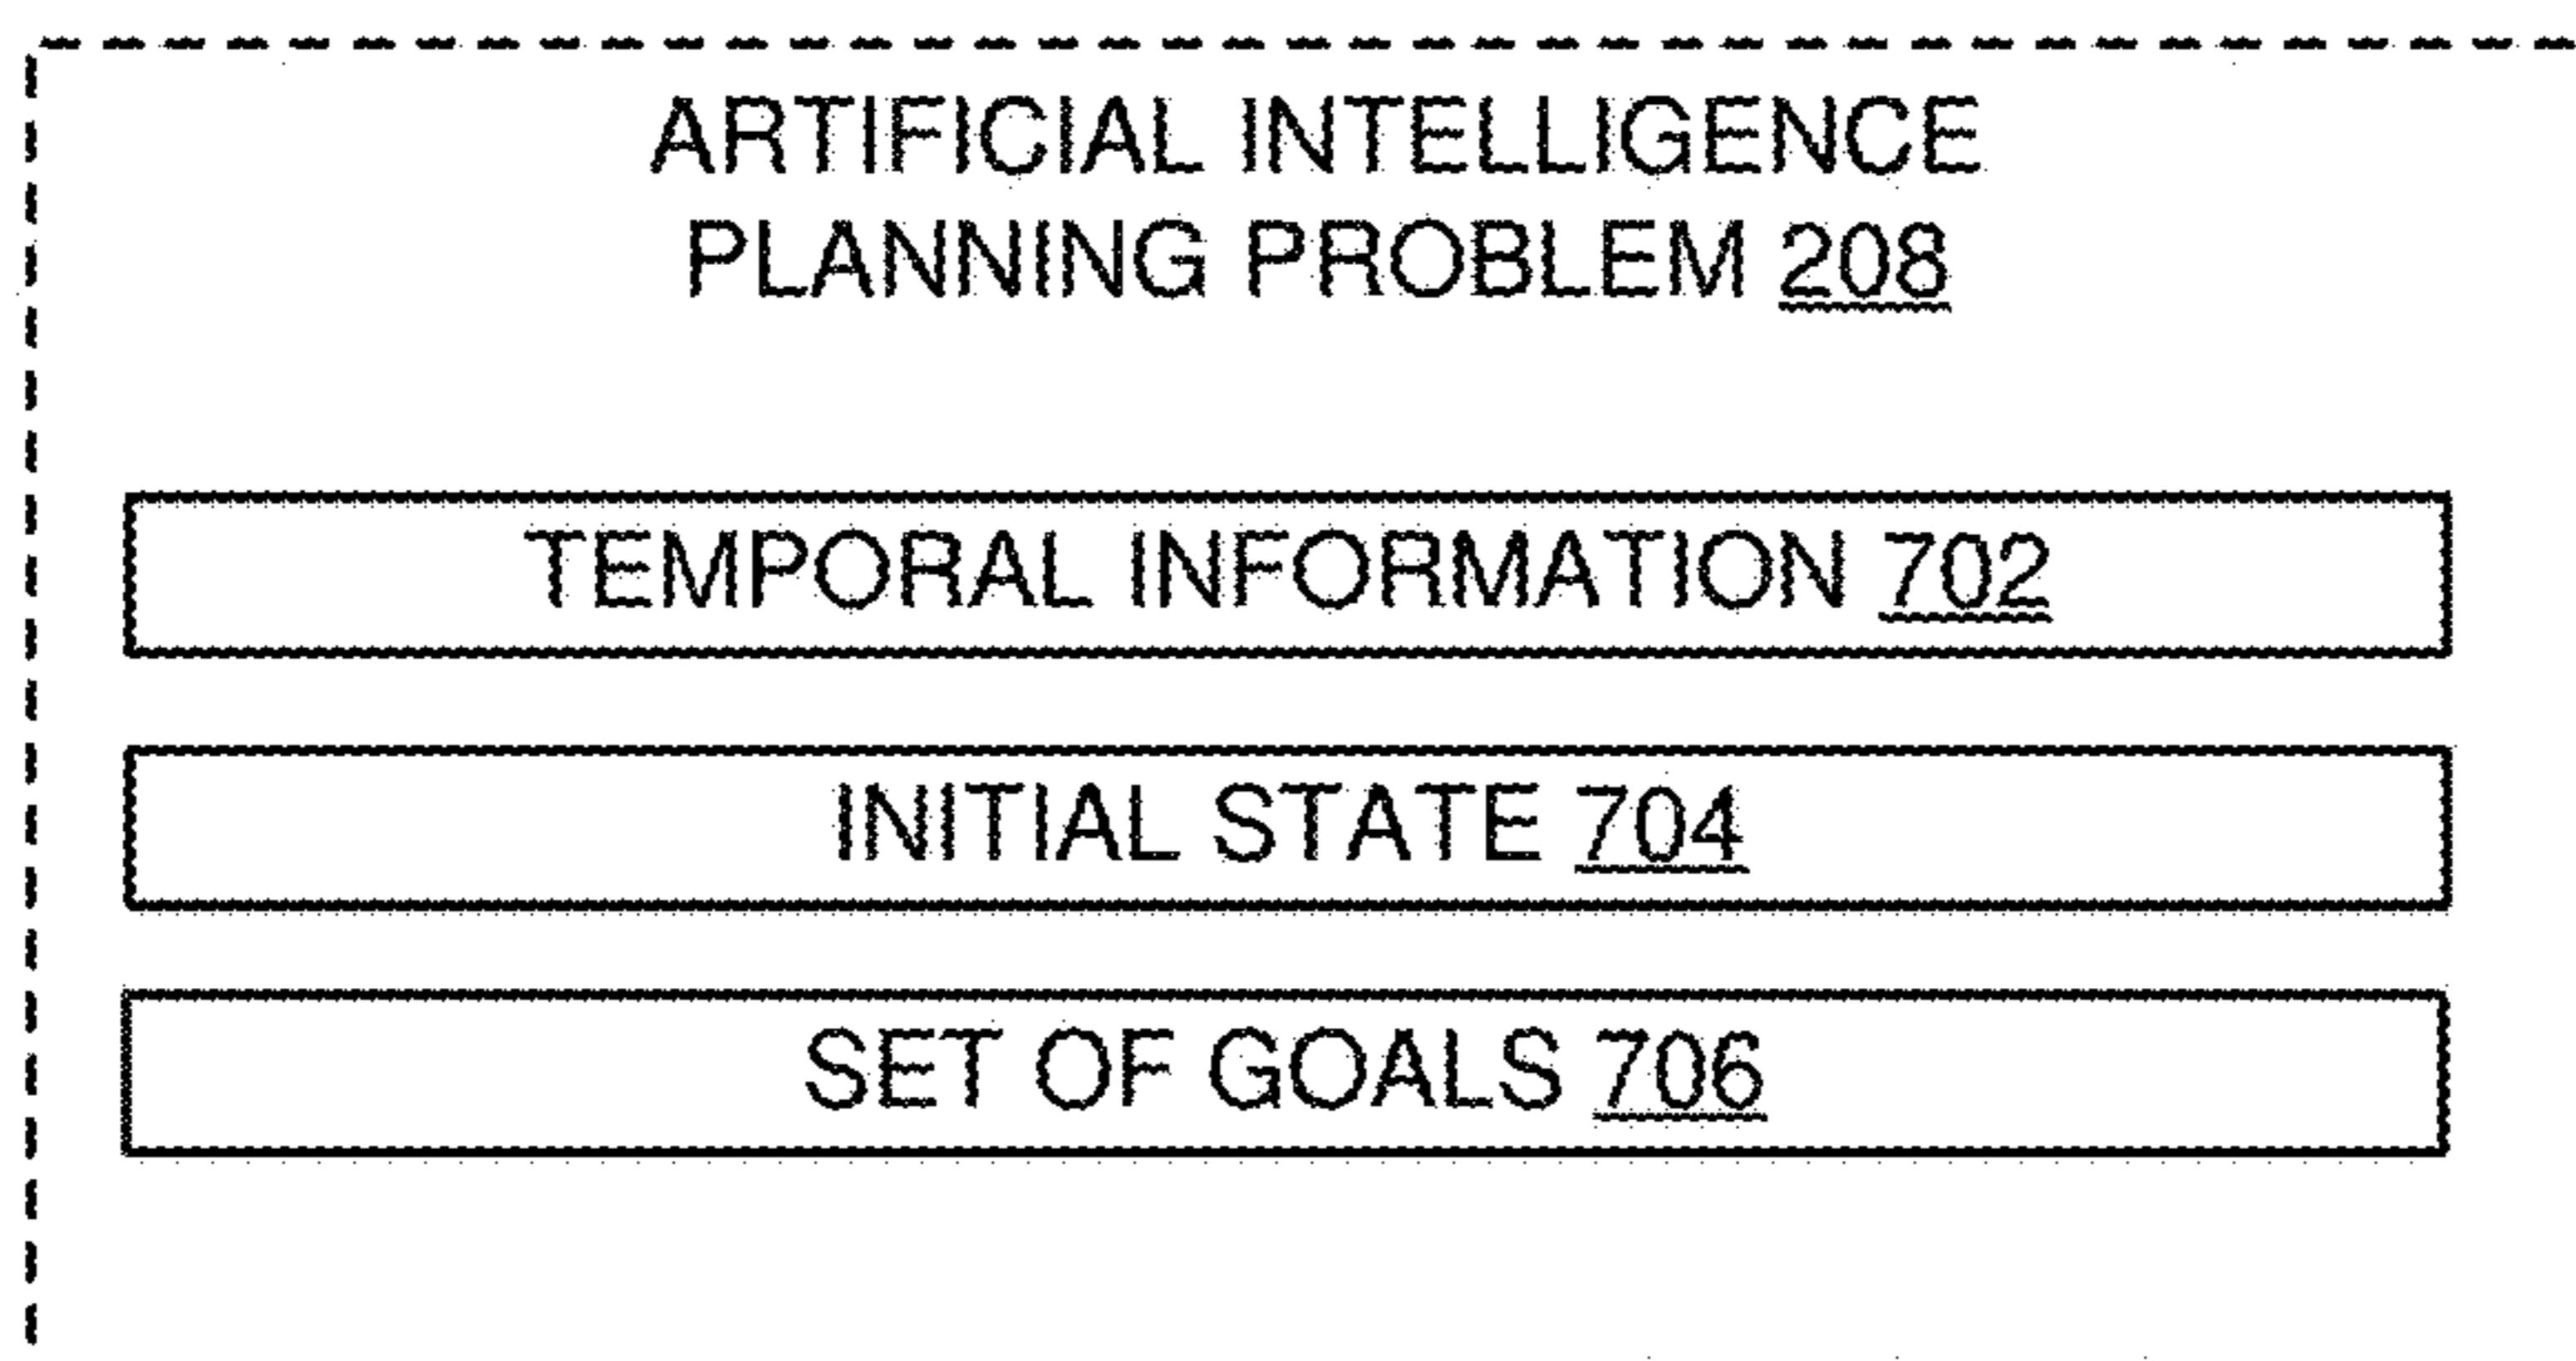 ARTIFICIAL INTELLIGENCE
PLANNING PROBLEM 208
TEMPORAL INFORMATION 702
INITIAL STATE 704
SET OF GOALS 706